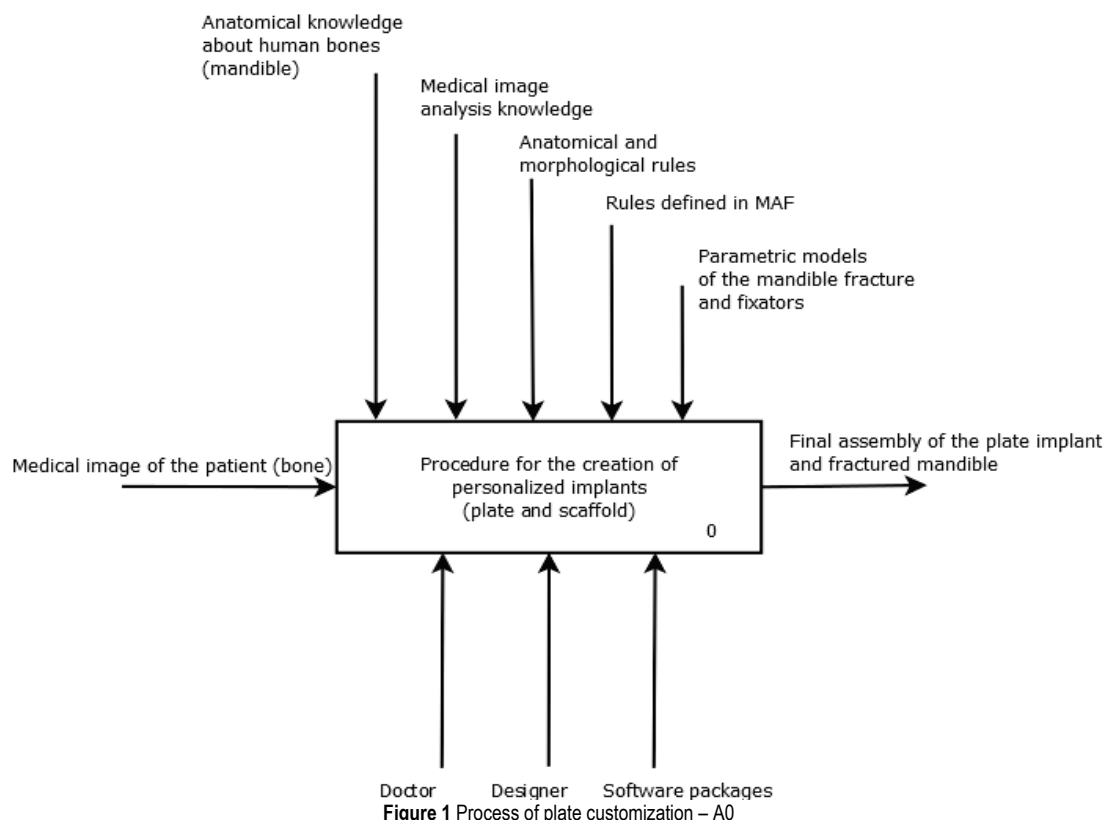 Anatomical knowledge
about human bones
(mandible)
Medical image
analysis knowledge
Anatomical and
morphological rules
Rules defined in MAF
Parametric models
of the mandible fracture
and fixators
Medical image of the patient (bone)
Procedure for the creation of
personalized implants
(plate and scaffold)
0
Final assembly of the plate implant
and fractured mandible
Doctor
Designer
Software packages
Figure 1 Process of plate customization – A0